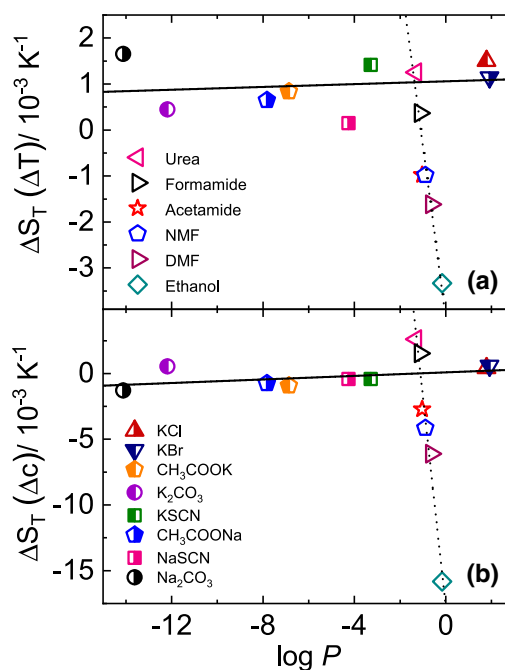 ΔS_T (ΔT)/ 10⁻³ K⁻¹
2
1
0
-1
-2
-3
Urea
Formamide
Acetamide
NMF
DMF
Ethanol
(a)
ΔS_T (Δc)/ 10⁻³ K⁻¹
0
-5
-10
-15
KCl
KBr
CH₃COOK
K₂CO₃
KSCN
CH₃COONa
NaSCN
Na₂CO₃
(b)
-12 -8 -4 0
log P